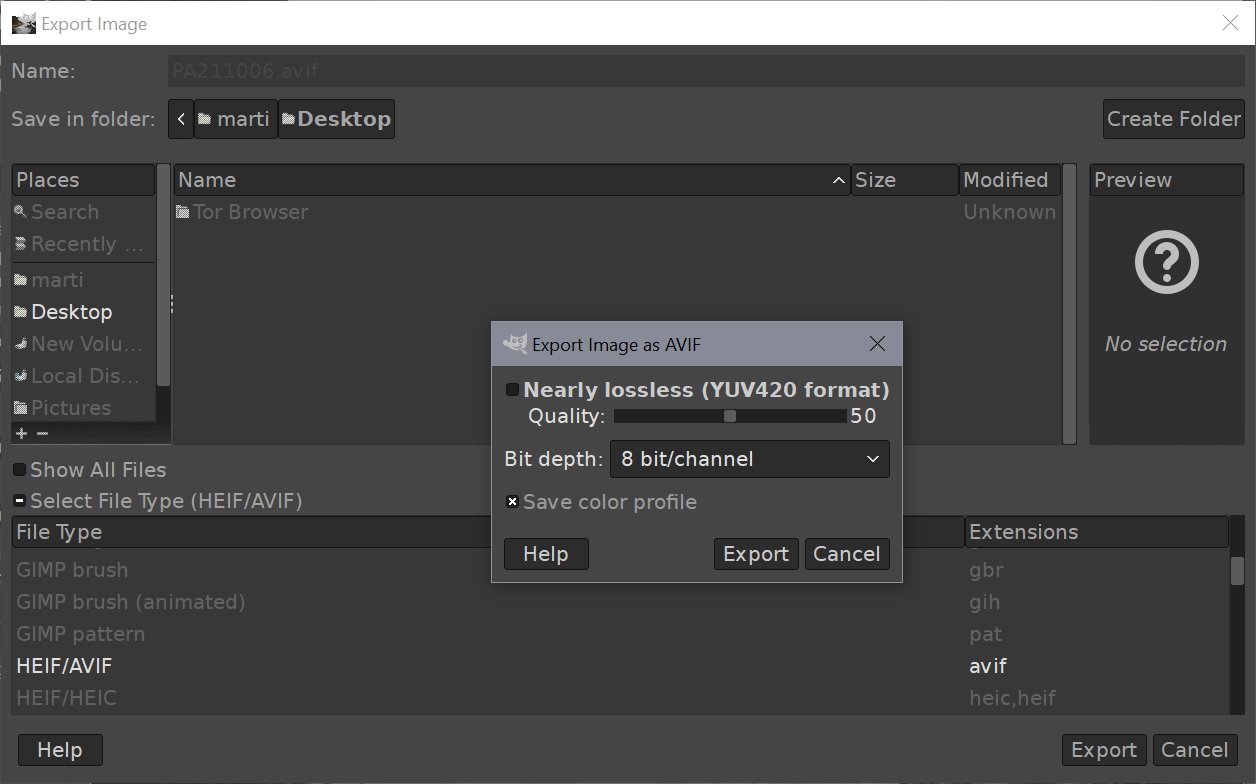 Export Image
Name: PA211006.avif
Save in folder: marti Desktop Create Folder
Places
Search
Recently ...
marti
Desktop
New Volu...
Local Dis...
Pictures
Name Size Modified
Tor Browser Unknown
Preview
No selection
Show All Files
Select File Type (HEIF/AVIF)
File Type Extensions
GIMP brush gbr
GIMP brush (animated) gih
GIMP pattern pat
HEIF/AVIF avif
HEIF/HEIC heic,heif
Help Export Cancel
Export Image as AVIF
Nearly lossless (YUV420 format)
Quality: 50
Bit depth: 8 bit/channel
Save color profile
Help Export Cancel